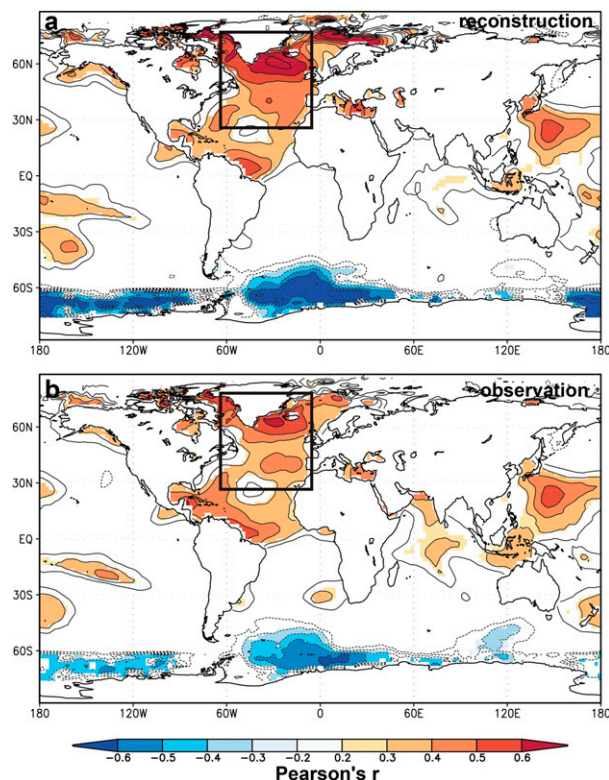 a
reconstruction
60N
30N
EQ
30S
60S
180 120W 60W 0 60E 120E 180
b
observation
60N
30N
EQ
30S
60S
180 120W 60W 0 60E 120E 180
-0.6 -0.5 -0.4 -0.3 -0.2 0.2 0.3 0.4 0.5 0.6
Pearson's r